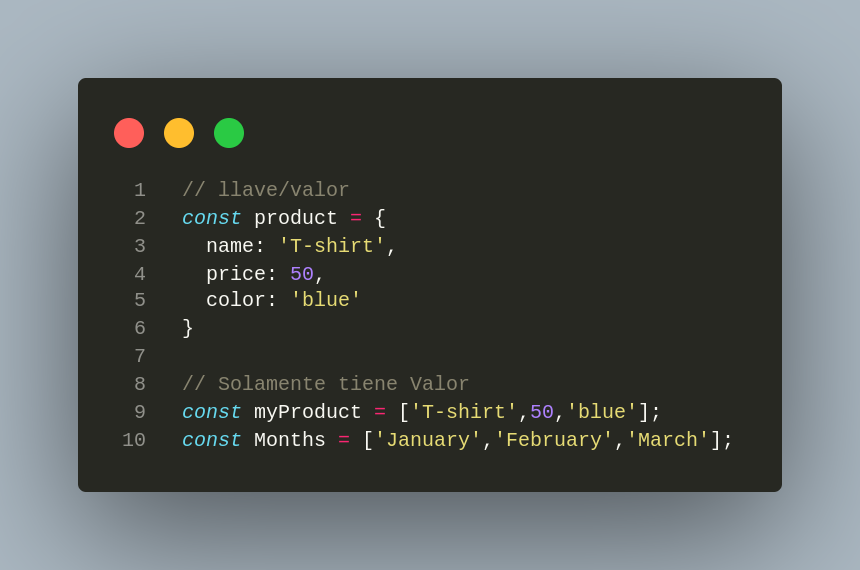 1 // llave/valor
2 const product = {
3   name: 'T-shirt',
4   price: 50,
5   color: 'blue'
6 }
7
8 // Solamente tiene Valor
9 const myProduct = ['T-shirt',50,'blue'];
10 const Months = ['January','February','March'];